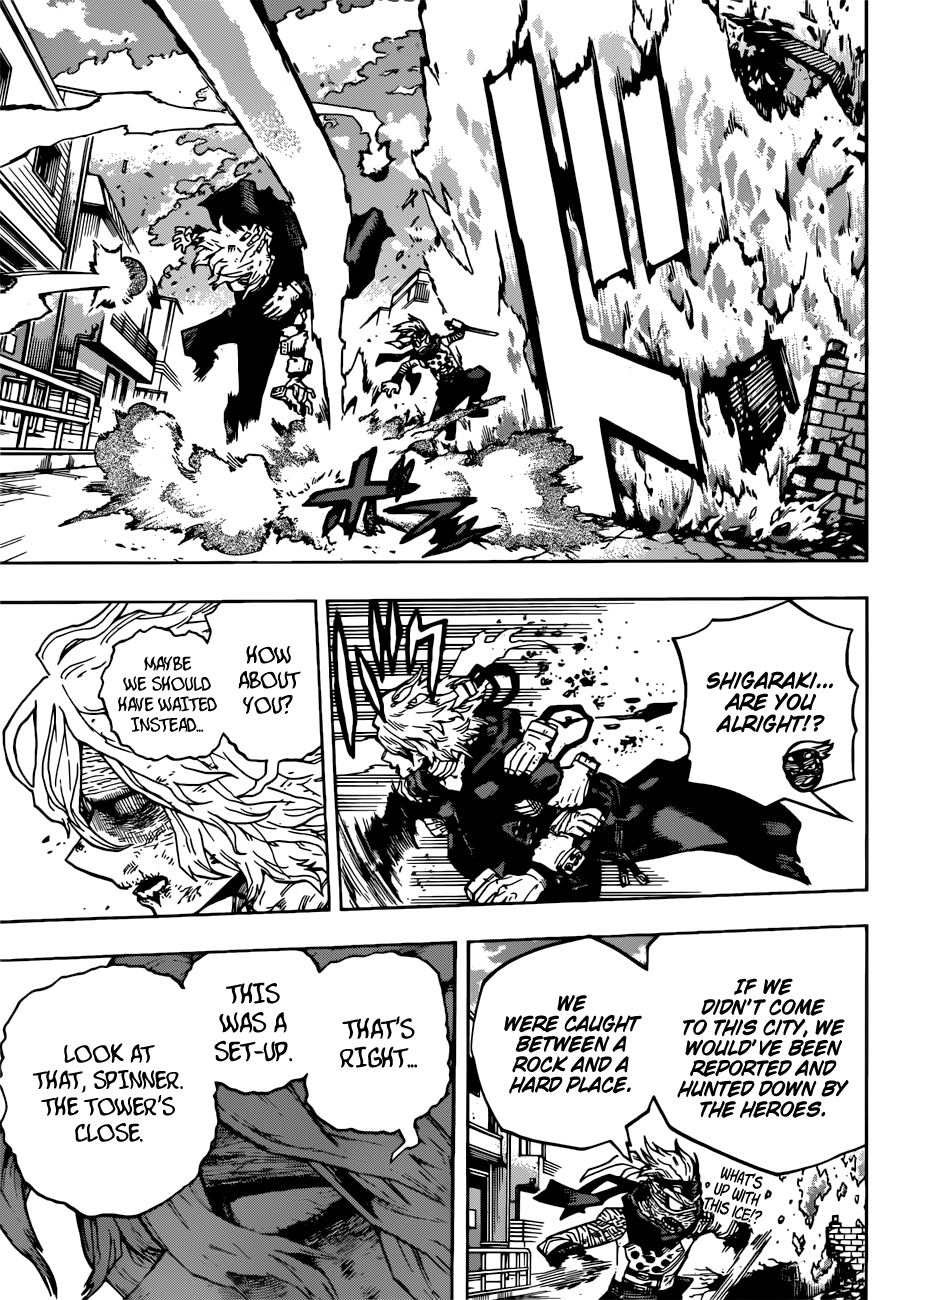 SHIGARAKI...
ARE YOU
ALRIGHT!?
HOW
ABOUT
YOU?
MAYBE
WE SHOULD
HAVE WAITED
INSTEAD...
IF WE
DIDN'T COME
TO THIS CITY, WE
WOULD'VE BEEN
REPORTED AND
HUNTED DOWN BY
THE HEROES.
WE
WERE CAUGHT
BETWEEN A
ROCK AND A
HARD PLACE.
WHAT'S
UP WITH
THIS ICE!?
THAT'S
RIGHT...
THIS
WAS A
SET-UP.
LOOK AT
THAT, SPINNER.
THE TOWER'S
CLOSE.